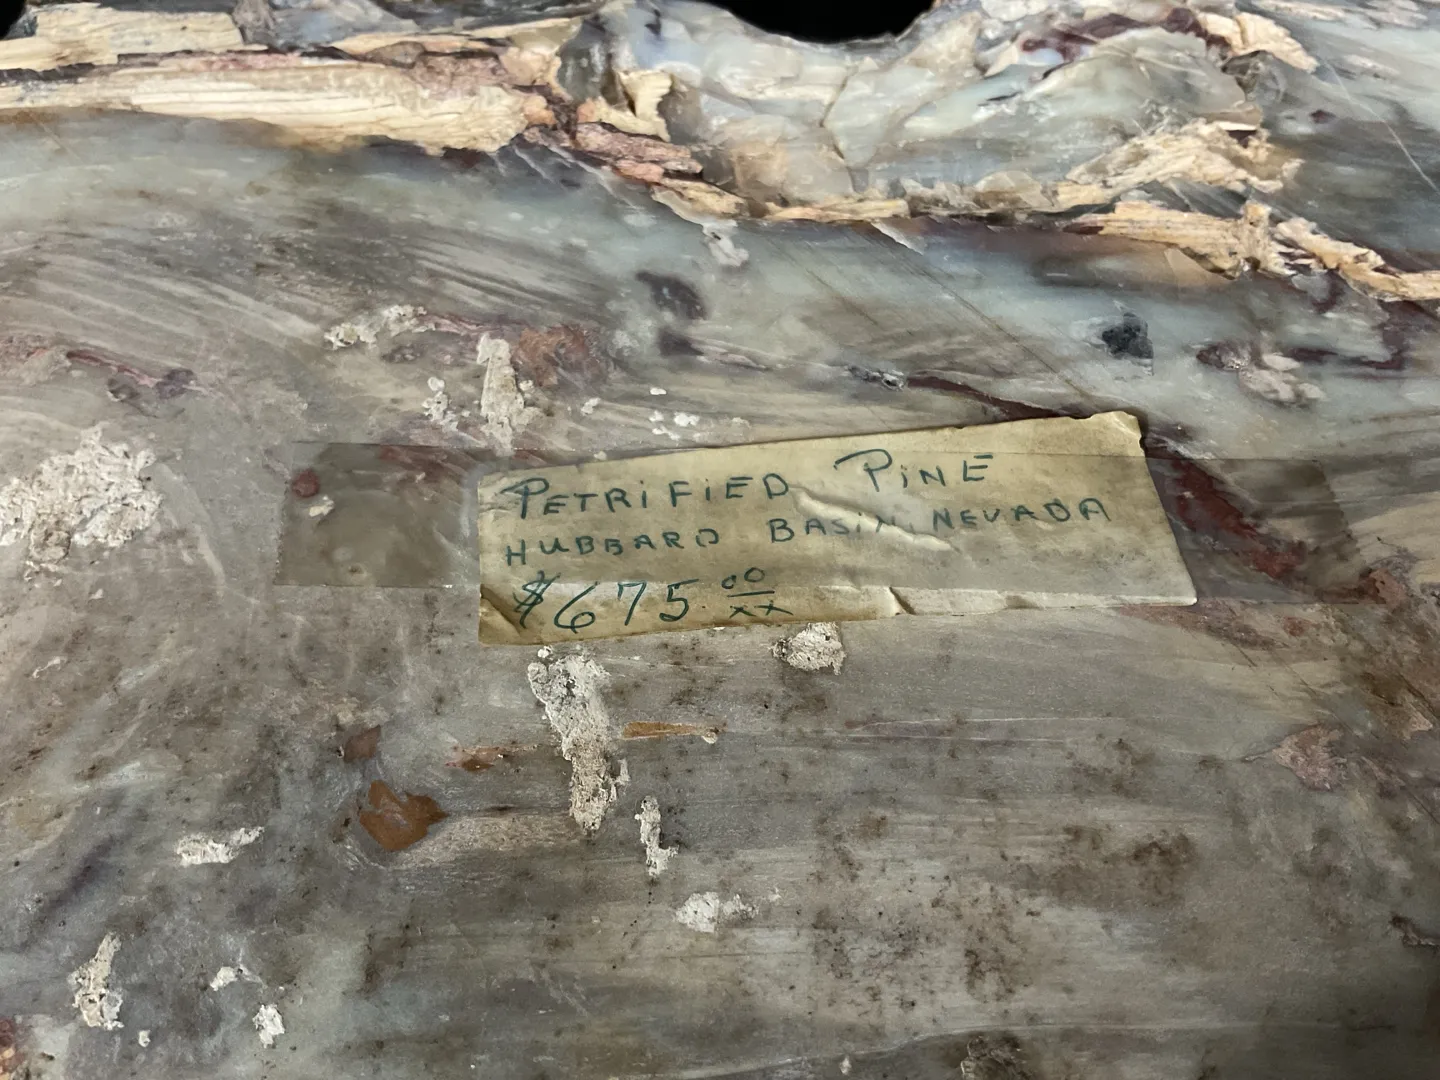 PETRiFiED PiNE
HUBBARD BASIN, NEVADA
$675.00/xx